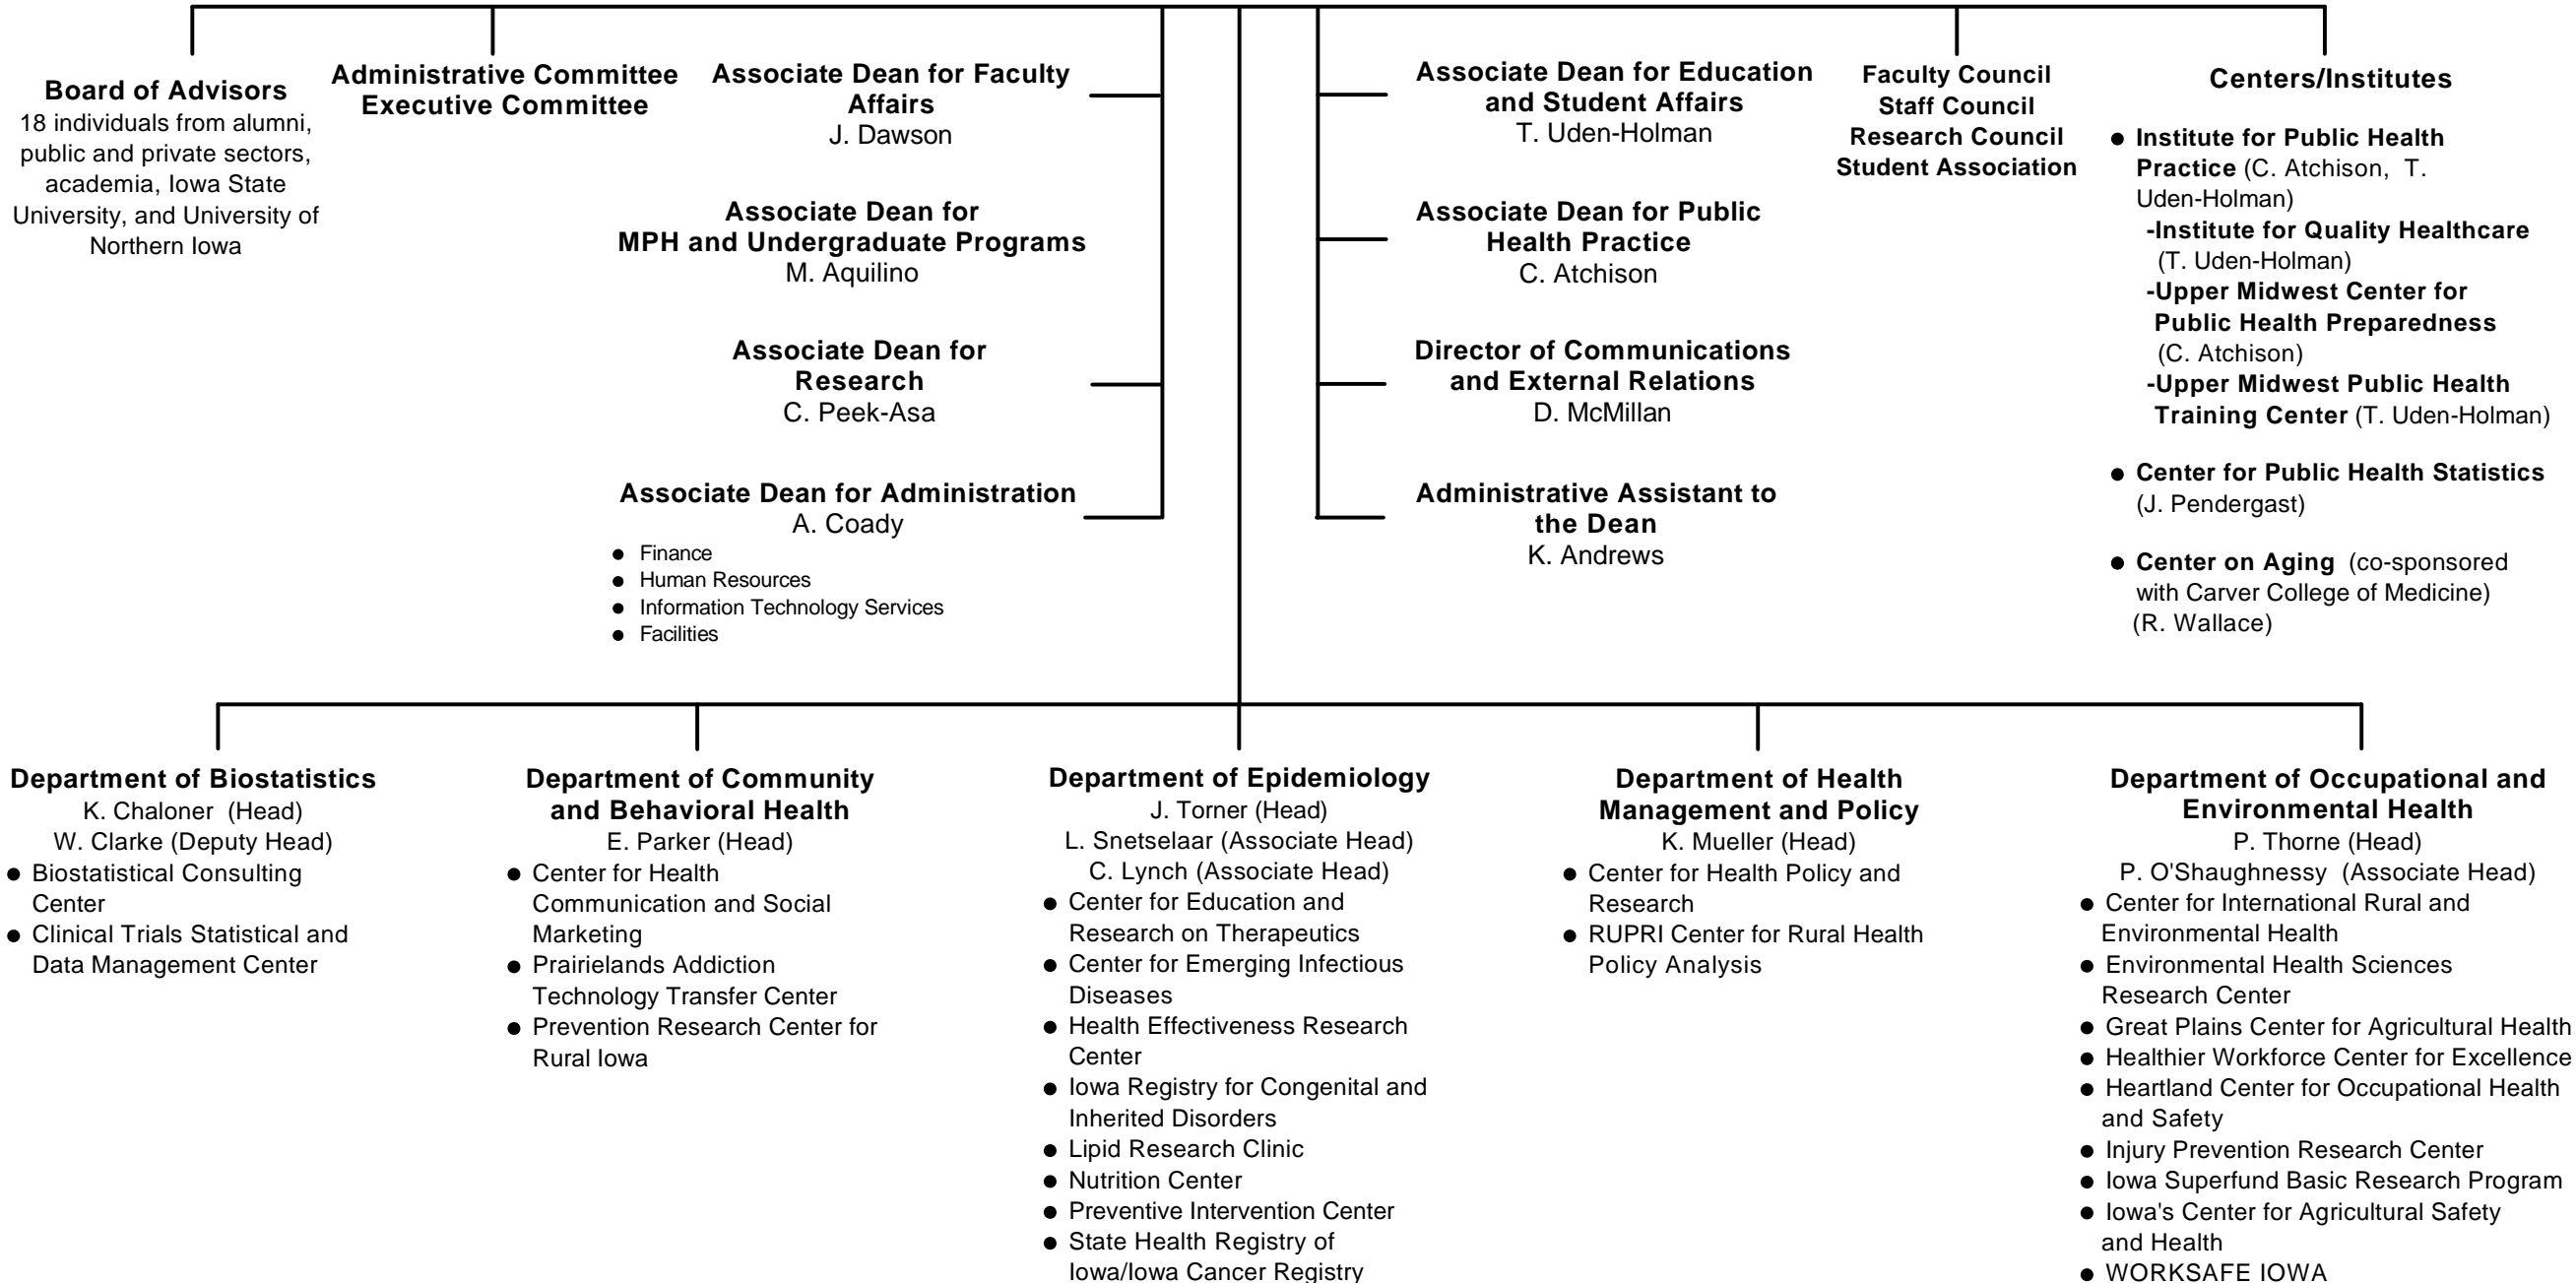 Board of Advisors
18 individuals from alumni,
public and private sectors,
academia, Iowa State
University, and University of
Northern Iowa
Administrative Committee
Executive Committee
Associate Dean for Faculty
Affairs
J. Dawson
Associate Dean for
MPH and Undergraduate Programs
M. Aquilino
Associate Dean for
Research
C. Peek-Asa
Associate Dean for Administration
A. Coady
● Finance
● Human Resources
● Information Technology Services
● Facilities
Associate Dean for Education
and Student Affairs
T. Uden-Holman
Associate Dean for Public
Health Practice
C. Atchison
Director of Communications
and External Relations
D. McMillan
Administrative Assistant to
the Dean
K. Andrews
Faculty Council
Staff Council
Research Council
Student Association
Centers/Institutes
● Institute for Public Health
Practice (C. Atchison, T.
Uden-Holman)
-Institute for Quality Healthcare
(T. Uden-Holman)
-Upper Midwest Center for
Public Health Preparedness
(C. Atchison)
-Upper Midwest Public Health
Training Center (T. Uden-Holman)
● Center for Public Health Statistics
(J. Pendergast)
● Center on Aging (co-sponsored
with Carver College of Medicine)
(R. Wallace)
Department of Biostatistics
K. Chaloner (Head)
W. Clarke (Deputy Head)
● Biostatistical Consulting
Center
● Clinical Trials Statistical and
Data Management Center
Department of Community
and Behavioral Health
E. Parker (Head)
● Center for Health
Communication and Social
Marketing
● Prairielands Addiction
Technology Transfer Center
● Prevention Research Center for
Rural Iowa
Department of Epidemiology
J. Torner (Head)
L. Snetselaar (Associate Head)
C. Lynch (Associate Head)
● Center for Education and
Research on Therapeutics
● Center for Emerging Infectious
Diseases
● Health Effectiveness Research
Center
● Iowa Registry for Congenital and
Inherited Disorders
● Lipid Research Clinic
● Nutrition Center
● Preventive Intervention Center
● State Health Registry of
Iowa/Iowa Cancer Registry
Department of Health
Management and Policy
K. Mueller (Head)
● Center for Health Policy and
Research
● RUPRI Center for Rural Health
Policy Analysis
Department of Occupational and
Environmental Health
P. Thorne (Head)
P. O'Shaughnessy (Associate Head)
● Center for International Rural and
Environmental Health
● Environmental Health Sciences
Research Center
● Great Plains Center for Agricultural Health
● Healthier Workforce Center for Excellence
● Heartland Center for Occupational Health
and Safety
● Injury Prevention Research Center
● Iowa Superfund Basic Research Program
● Iowa's Center for Agricultural Safety
and Health
● WORKSAFE IOWA